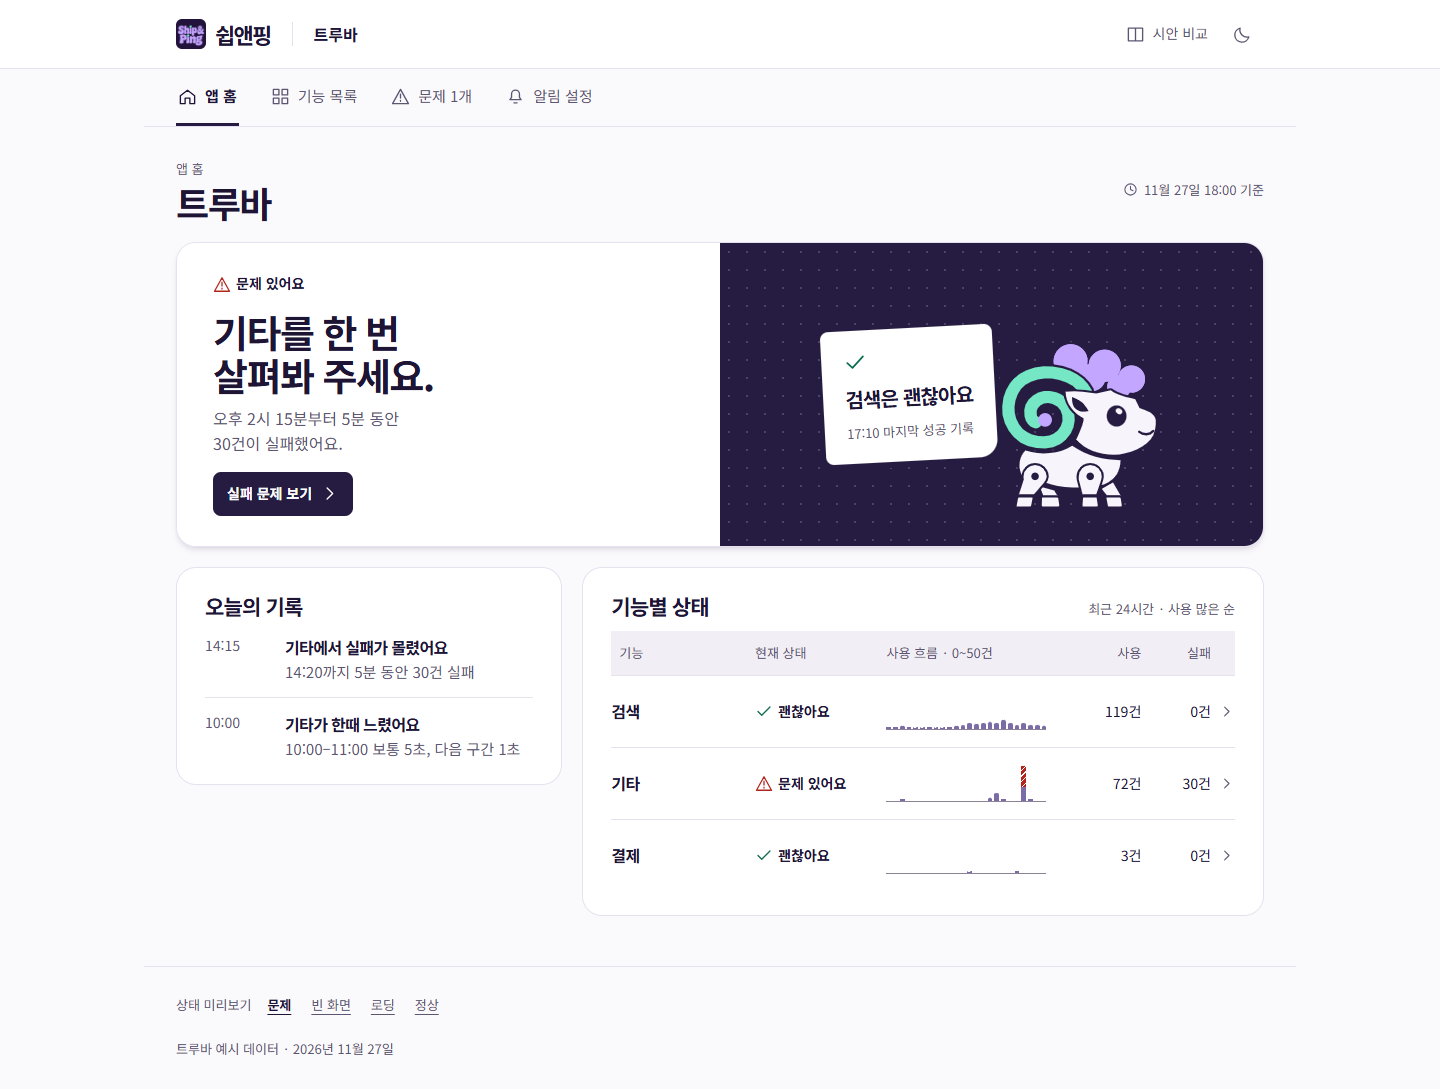 Ship& Ping 쉽앤핑 트루바 시안 비교
앱 홈 기능 목록 문제 1개 알림 설정
앱 홈
트루바
11월 27일 18:00 기준
문제 있어요
기타를 한 번
살펴봐 주세요.
오후 2시 15분부터 5분 동안
30건이 실패했어요.
실패 문제 보기
검색은 괜찮아요
17:10 마지막 성공 기록
오늘의 기록
14:15 기타에서 실패가 몰렸어요
14:20까지 5분 동안 30건 실패
10:00 기타가 한때 느렸어요
10:00–11:00 보통 5초, 다음 구간 1초
기능별 상태 최근 24시간 · 사용 많은 순
기능 현재 상태 사용 흐름 · 0~50건 사용 실패
검색 괜찮아요 119건 0건
기타 문제 있어요 72건 30건
결제 괜찮아요 3건 0건
상태 미리보기 문제 빈 화면 로딩 정상
트루바 예시 데이터 · 2026년 11월 27일